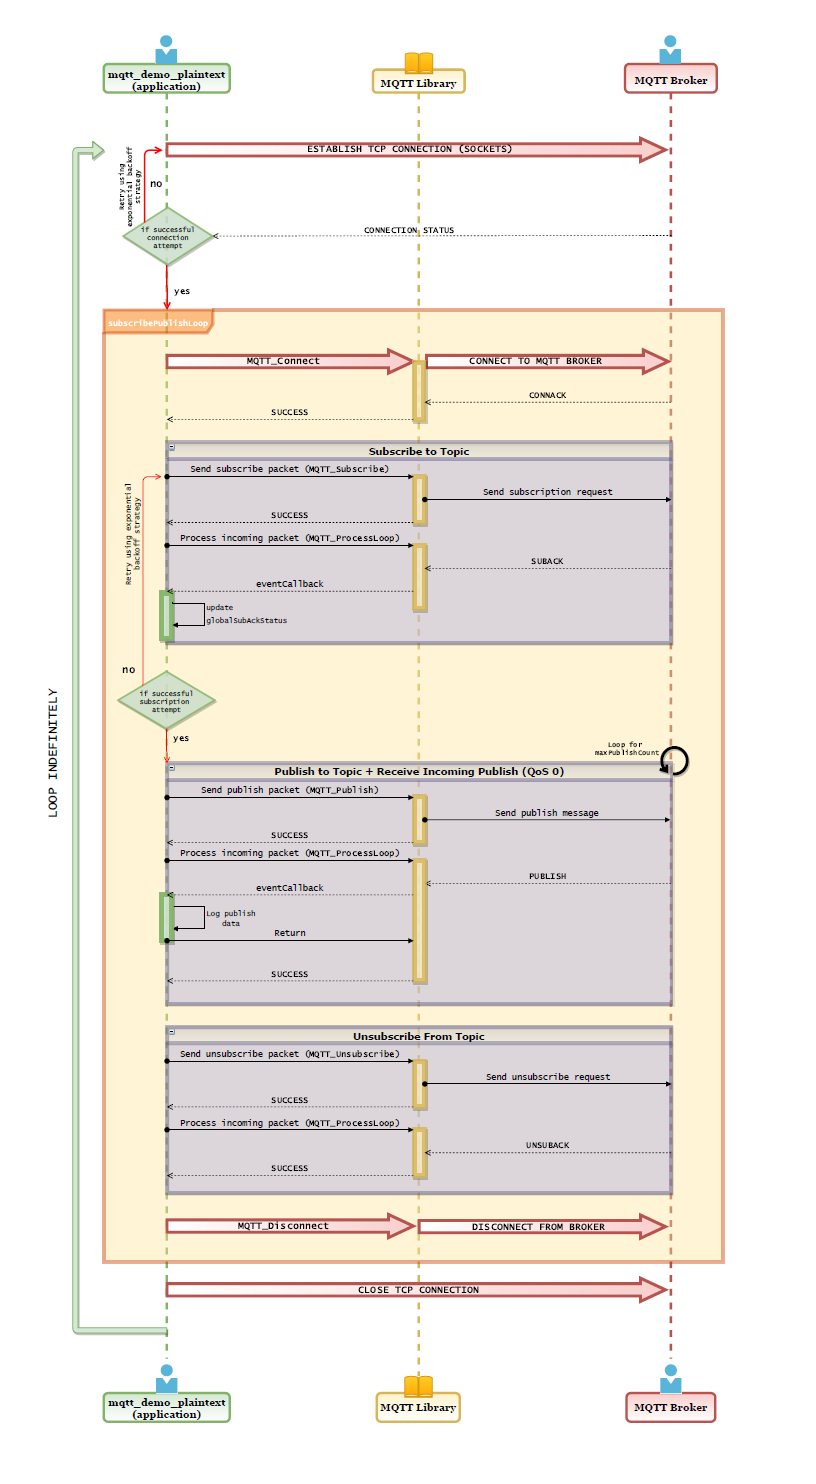 mqtt_demo_plaintext
(application)
MQTT Library
MQTT Broker
ESTABLISH TCP CONNECTION (SOCKETS)
Retry using
exponential backoff
strategy
no
if successful
connection
attempt
CONNECTION STATUS
yes
subscribePublishLoop
MQTT_Connect
CONNECT TO MQTT BROKER
CONNACK
SUCCESS
Subscribe to Topic
Send subscribe packet (MQTT_Subscribe)
Send subscription request
SUCCESS
Process incoming packet (MQTT_ProcessLoop)
SUBACK
eventCallback
update
globalSubAckStatus
Retry using exponential
backoff strategy
no
if successful
subscription
attempt
yes
LOOP INDEFINITELY
Loop for
maxPublishCount
Publish to Topic + Receive Incoming Publish (QoS 0)
Send publish packet (MQTT_Publish)
Send publish message
SUCCESS
Process incoming packet (MQTT_ProcessLoop)
PUBLISH
eventCallback
Log publish
data
Return
SUCCESS
Unsubscribe From Topic
Send unsubscribe packet (MQTT_Unsubscribe)
Send unsubscribe request
SUCCESS
Process incoming packet (MQTT_ProcessLoop)
UNSUBACK
SUCCESS
MQTT_Disconnect
DISCONNECT FROM BROKER
CLOSE TCP CONNECTION
mqtt_demo_plaintext
(application)
MQTT Library
MQTT Broker